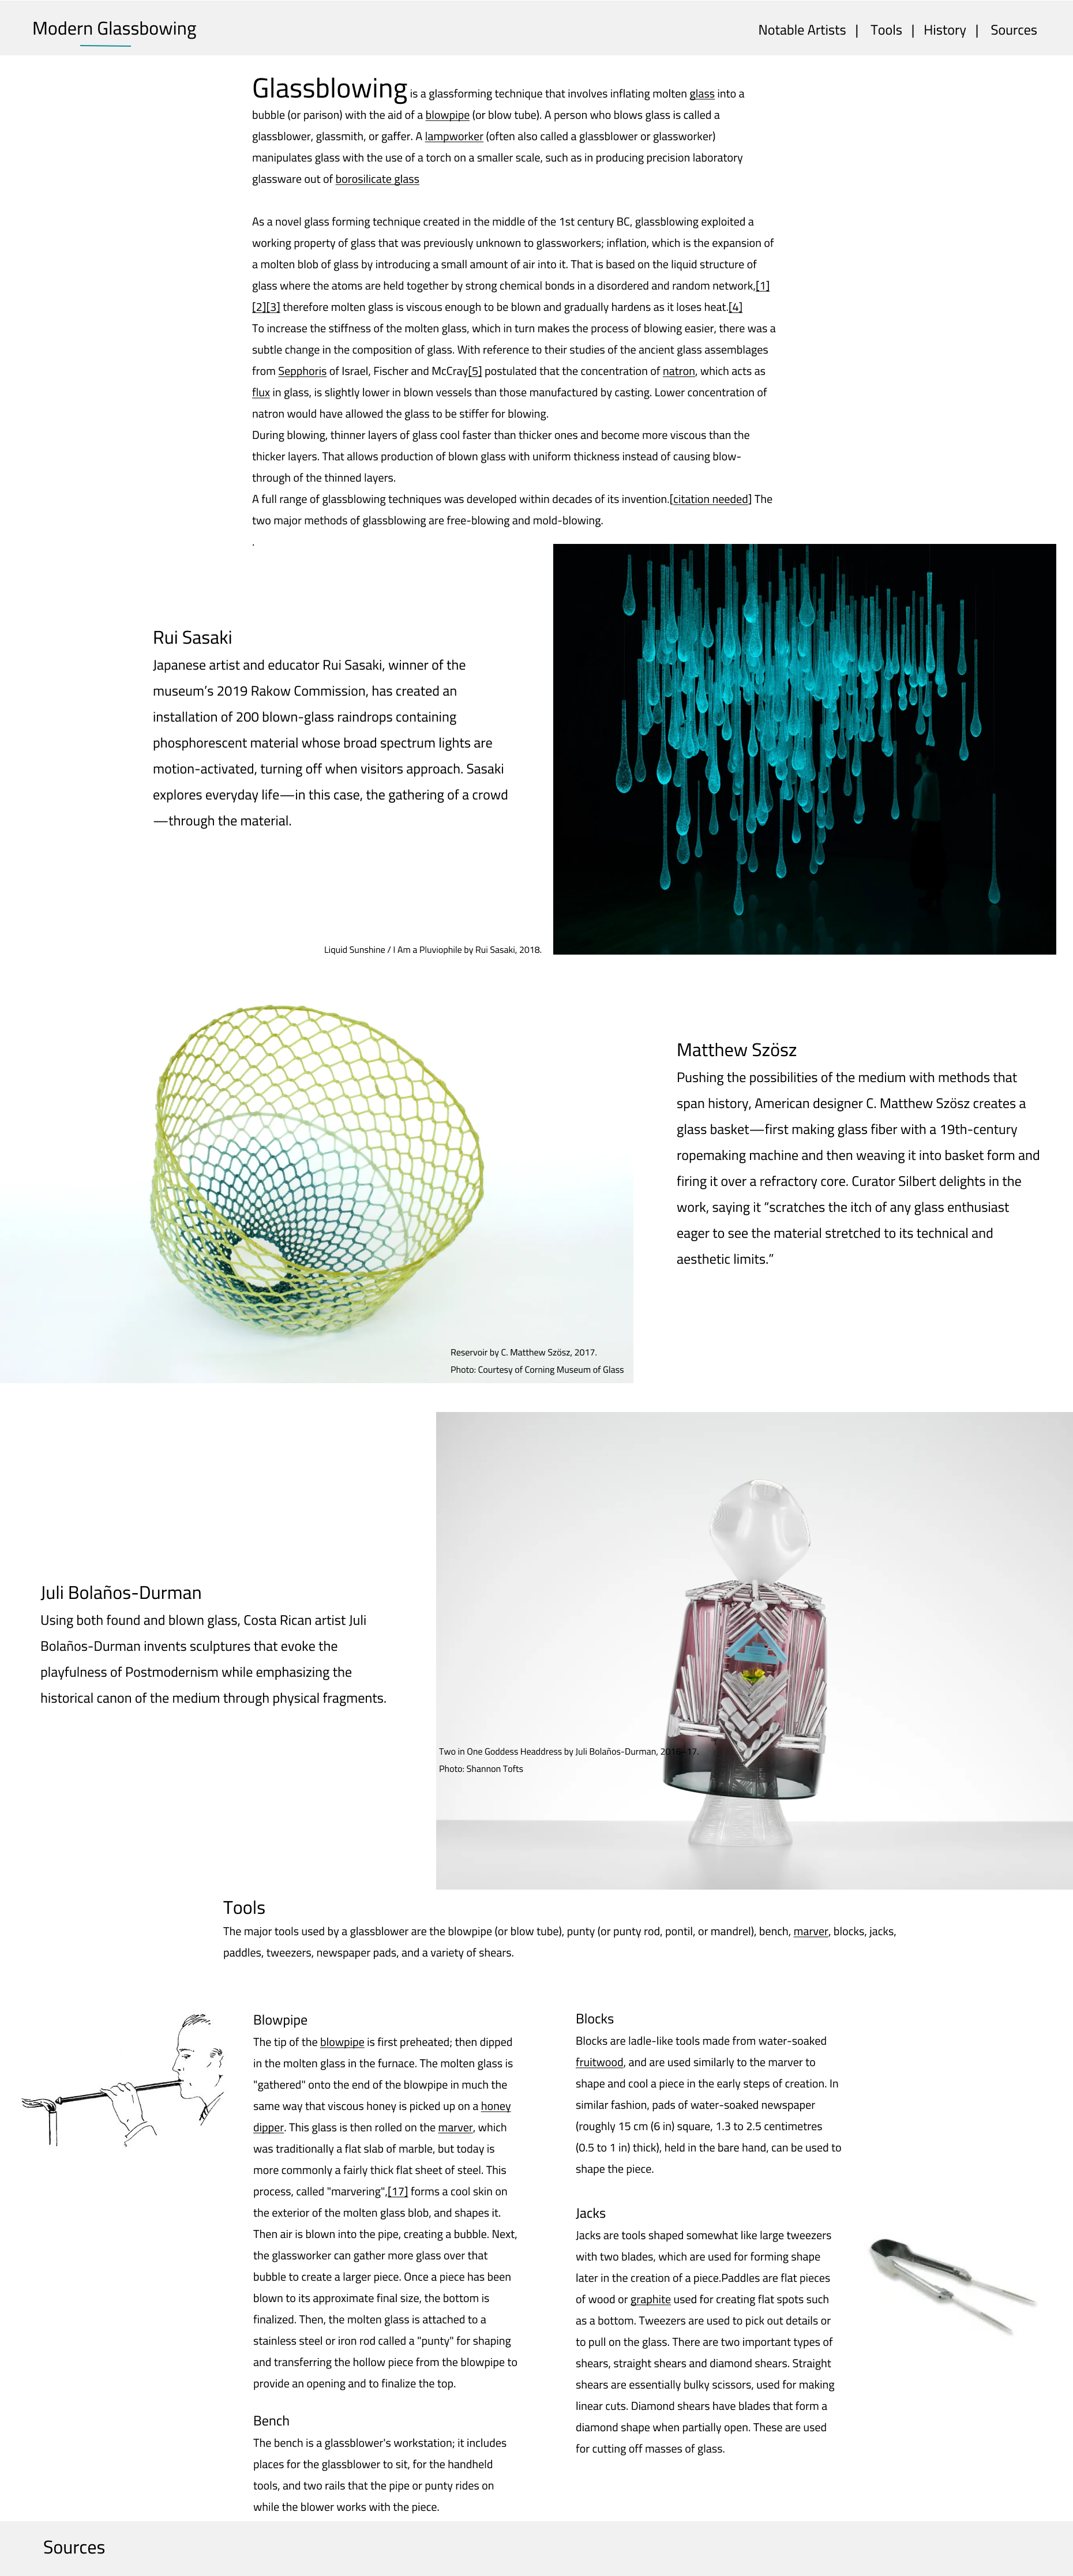 Modern Glassbowing
Notable Artists | Tools | History | Sources
Glassblowing is a glassforming technique that involves inflating molten glass into a
bubble (or parison) with the aid of a blowpipe (or blow tube). A person who blows glass is called a
glassblower, glassmith, or gaffer. A lampworker (often also called a glassblower or glassworker)
manipulates glass with the use of a torch on a smaller scale, such as in producing precision laboratory
glassware out of borosilicate glass
As a novel glass forming technique created in the middle of the 1st century BC, glassblowing exploited a
working property of glass that was previously unknown to glassworkers; inflation, which is the expansion of
a molten blob of glass by introducing a small amount of air into it. That is based on the liquid structure of
glass where the atoms are held together by strong chemical bonds in a disordered and random network,[1]
[2][3] therefore molten glass is viscous enough to be blown and gradually hardens as it loses heat.[4]
To increase the stiffness of the molten glass, which in turn makes the process of blowing easier, there was a
subtle change in the composition of glass. With reference to their studies of the ancient glass assemblages
from Sepphoris of Israel, Fischer and McCray[5] postulated that the concentration of natron, which acts as
flux in glass, is slightly lower in blown vessels than those manufactured by casting. Lower concentration of
natron would have allowed the glass to be stiffer for blowing.
During blowing, thinner layers of glass cool faster than thicker ones and become more viscous than the
thicker layers. That allows production of blown glass with uniform thickness instead of causing blow-
through of the thinned layers.
A full range of glassblowing techniques was developed within decades of its invention.[citation needed] The
two major methods of glassblowing are free-blowing and mold-blowing.
.
Rui Sasaki
Japanese artist and educator Rui Sasaki, winner of the
museum's 2019 Rakow Commission, has created an
installation of 200 blown-glass raindrops containing
phosphorescent material whose broad spectrum lights are
motion-activated, turning off when visitors approach. Sasaki
explores everyday life—in this case, the gathering of a crowd
—through the material.
Liquid Sunshine / I Am a Pluviophile by Rui Sasaki, 2018.
Matthew Szösz
Pushing the possibilities of the medium with methods that
span history, American designer C. Matthew Szösz creates a
glass basket—first making glass fiber with a 19th-century
ropemaking machine and then weaving it into basket form and
firing it over a refractory core. Curator Silbert delights in the
work, saying it “scratches the itch of any glass enthusiast
eager to see the material stretched to its technical and
aesthetic limits.”
Reservoir by C. Matthew Szösz, 2017.
Photo: Courtesy of Corning Museum of Glass
Juli Bolaños-Durman
Using both found and blown glass, Costa Rican artist Juli
Bolaños-Durman invents sculptures that evoke the
playfulness of Postmodernism while emphasizing the
historical canon of the medium through physical fragments.
Two in One Goddess Headdress by Juli Bolaños-Durman, 2016–17.
Photo: Shannon Tofts
Tools
The major tools used by a glassblower are the blowpipe (or blow tube), punty (or punty rod, pontil, or mandrel), bench, marver, blocks, jacks,
paddles, tweezers, newspaper pads, and a variety of shears.
Blowpipe
The tip of the blowpipe is first preheated; then dipped
in the molten glass in the furnace. The molten glass is
"gathered" onto the end of the blowpipe in much the
same way that viscous honey is picked up on a honey
dipper. This glass is then rolled on the marver, which
was traditionally a flat slab of marble, but today is
more commonly a fairly thick flat sheet of steel. This
process, called "marvering",[17] forms a cool skin on
the exterior of the molten glass blob, and shapes it.
Then air is blown into the pipe, creating a bubble. Next,
the glassworker can gather more glass over that
bubble to create a larger piece. Once a piece has been
blown to its approximate final size, the bottom is
finalized. Then, the molten glass is attached to a
stainless steel or iron rod called a "punty" for shaping
and transferring the hollow piece from the blowpipe to
provide an opening and to finalize the top.
Bench
The bench is a glassblower's workstation; it includes
places for the glassblower to sit, for the handheld
tools, and two rails that the pipe or punty rides on
while the blower works with the piece.
Blocks
Blocks are ladle-like tools made from water-soaked
fruitwood, and are used similarly to the marver to
shape and cool a piece in the early steps of creation. In
similar fashion, pads of water-soaked newspaper
(roughly 15 cm (6 in) square, 1.3 to 2.5 centimetres
(0.5 to 1 in) thick), held in the bare hand, can be used to
shape the piece.
Jacks
Jacks are tools shaped somewhat like large tweezers
with two blades, which are used for forming shape
later in the creation of a piece.Paddles are flat pieces
of wood or graphite used for creating flat spots such
as a bottom. Tweezers are used to pick out details or
to pull on the glass. There are two important types of
shears, straight shears and diamond shears. Straight
shears are essentially bulky scissors, used for making
linear cuts. Diamond shears have blades that form a
diamond shape when partially open. These are used
for cutting off masses of glass.
Sources